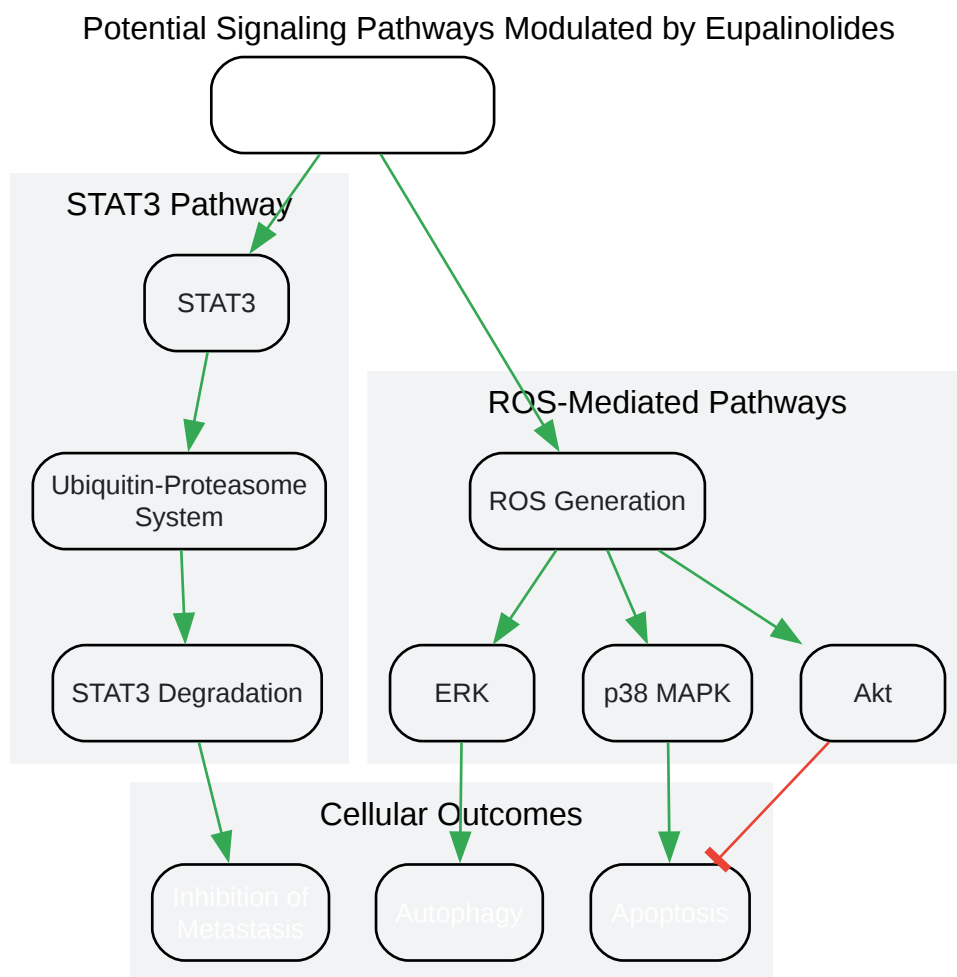 Potential Signaling Pathways Modulated by Eupalinolides
STAT3 Pathway
STAT3
Ubiquitin-Proteasome
System
STAT3 Degradation
ROS-Mediated Pathways
ROS Generation
ERK
p38 MAPK
Akt
Cellular Outcomes
Inhibition of
Metastasis
Autophagy
Apoptosis